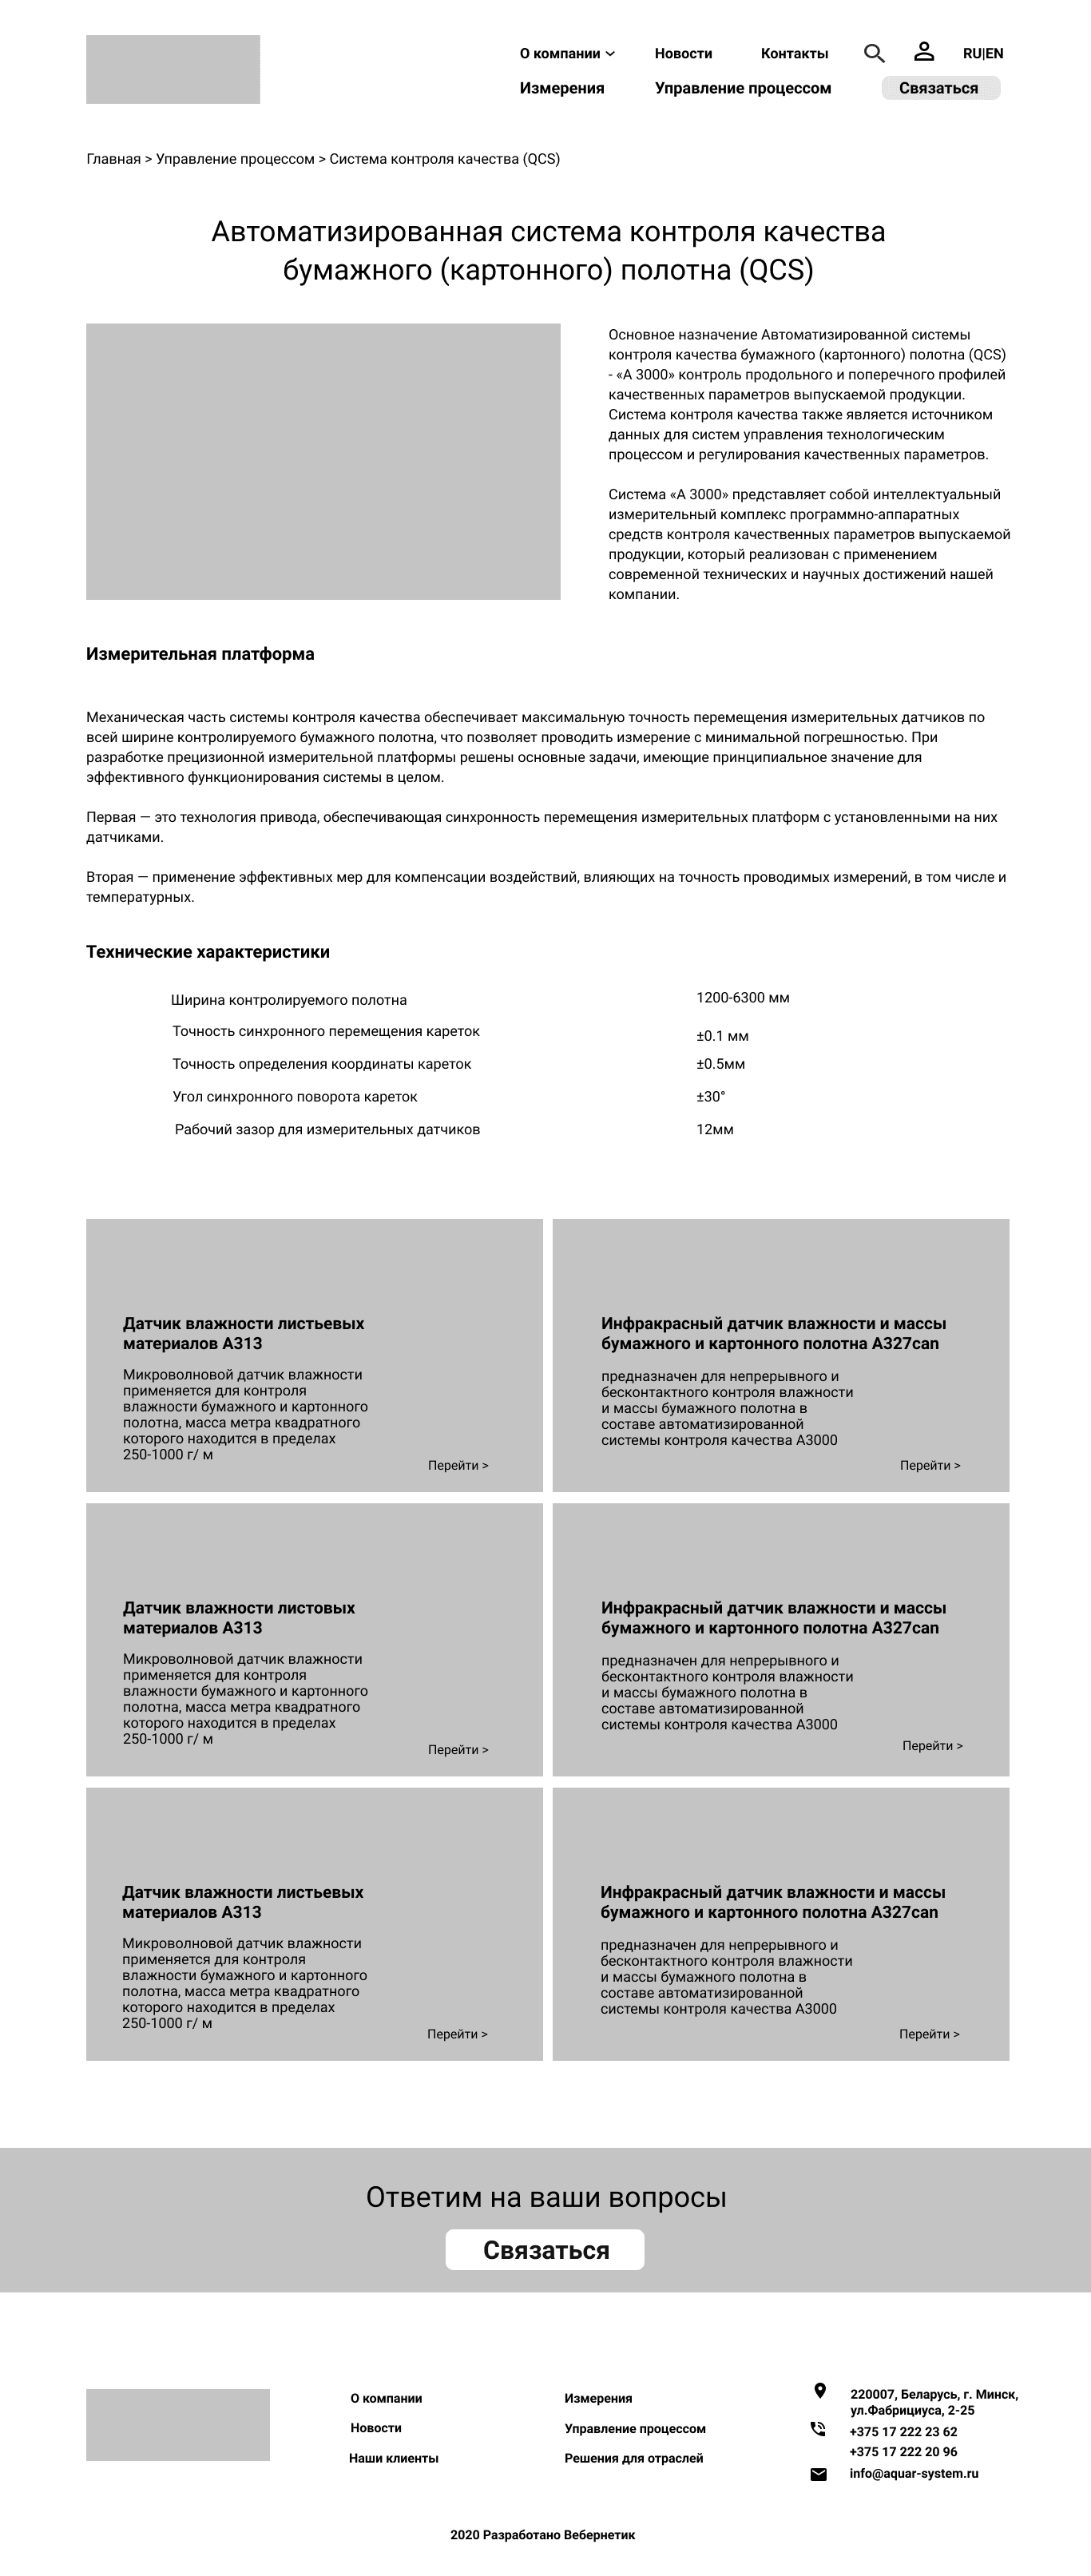 О компании
Новости
Контакты
RU|EN
Измерения
Управление процессом
Связаться
Главная > Управление процессом > Система контроля качества (QCS)
Автоматизированная система контроля качества
бумажного (картонного) полотна (QCS)
Основное назначение Автоматизированной системы
контроля качества бумажного (картонного) полотна (QCS)
- «А 3000» контроль продольного и поперечного профилей
качественных параметров выпускаемой продукции.
Система контроля качества также является источником
данных для систем управления технологическим
процессом и регулирования качественных параметров.
Система «А 3000» представляет собой интеллектуальный
измерительный комплекс программно-аппаратных
средств контроля качественных параметров выпускаемой
продукции, который реализован с применением
современной технических и научных достижений нашей
компании.
Измерительная платформа
Механическая часть системы контроля качества обеспечивает максимальную точность перемещения измерительных датчиков по
всей ширине контролируемого бумажного полотна, что позволяет проводить измерение с минимальной погрешностью. При
разработке прецизионной измерительной платформы решены основные задачи, имеющие принципиальное значение для
эффективного функционирования системы в целом.
Первая — это технология привода, обеспечивающая синхронность перемещения измерительных платформ с установленными на них
датчиками.
Вторая — применение эффективных мер для компенсации воздействий, влияющих на точность проводимых измерений, в том числе и
температурных.
Технические характеристики
Ширина контролируемого полотна
1200-6300 мм
Точность синхронного перемещения кареток
±0.1 мм
Точность определения координаты кареток
±0.5мм
Угол синхронного поворота кареток
±30°
Рабочий зазор для измерительных датчиков
12мм
Датчик влажности листьевых
материалов А313
Микроволновой датчик влажности
применяется для контроля
влажности бумажного и картонного
полотна, масса метра квадратного
которого находится в пределах
250-1000 г/ м
Перейти >
Инфракрасный датчик влажности и массы
бумажного и картонного полотна А327can
предназначен для непрерывного и
бесконтактного контроля влажности
и массы бумажного полотна в
составе автоматизированной
системы контроля качества А3000
Перейти >
Датчик влажности листовых
материалов А313
Микроволновой датчик влажности
применяется для контроля
влажности бумажного и картонного
полотна, масса метра квадратного
которого находится в пределах
250-1000 г/ м
Перейти >
Инфракрасный датчик влажности и массы
бумажного и картонного полотна А327can
предназначен для непрерывного и
бесконтактного контроля влажности
и массы бумажного полотна в
составе автоматизированной
системы контроля качества А3000
Перейти >
Датчик влажности листьевых
материалов А313
Микроволновой датчик влажности
применяется для контроля
влажности бумажного и картонного
полотна, масса метра квадратного
которого находится в пределах
250-1000 г/ м
Перейти >
Инфракрасный датчик влажности и массы
бумажного и картонного полотна А327can
предназначен для непрерывного и
бесконтактного контроля влажности
и массы бумажного полотна в
составе автоматизированной
системы контроля качества А3000
Перейти >
Ответим на ваши вопросы
Связаться
О компании
Новости
Наши клиенты
Измерения
Управление процессом
Решения для отраслей
220007, Беларусь, г. Минск,
ул.Фабрициуса, 2-25
+375 17 222 23 62
+375 17 222 20 96
info@aquar-system.ru
2020 Разработано Вебернетик